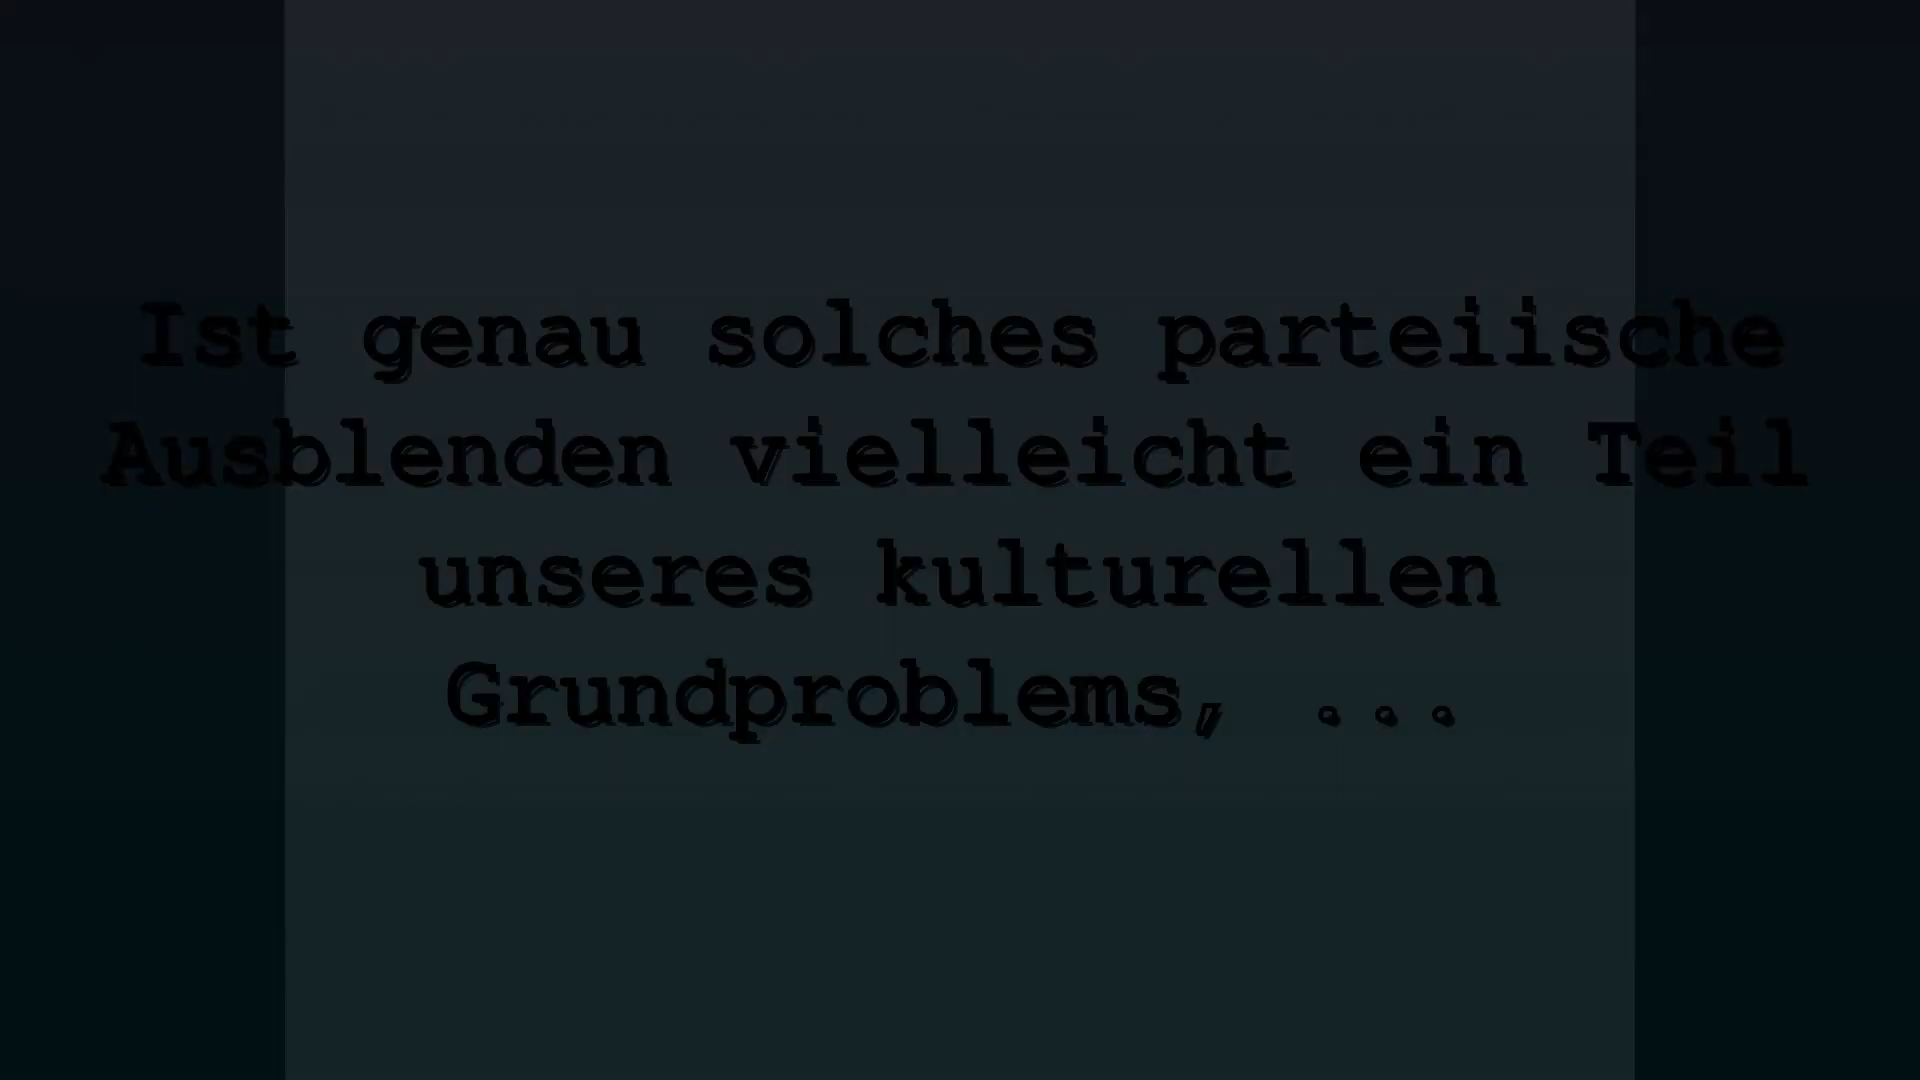 Ist genau solches parteiische
Ausblenden vielleicht ein Teil
unseres kulturellen
Grundproblems, ...